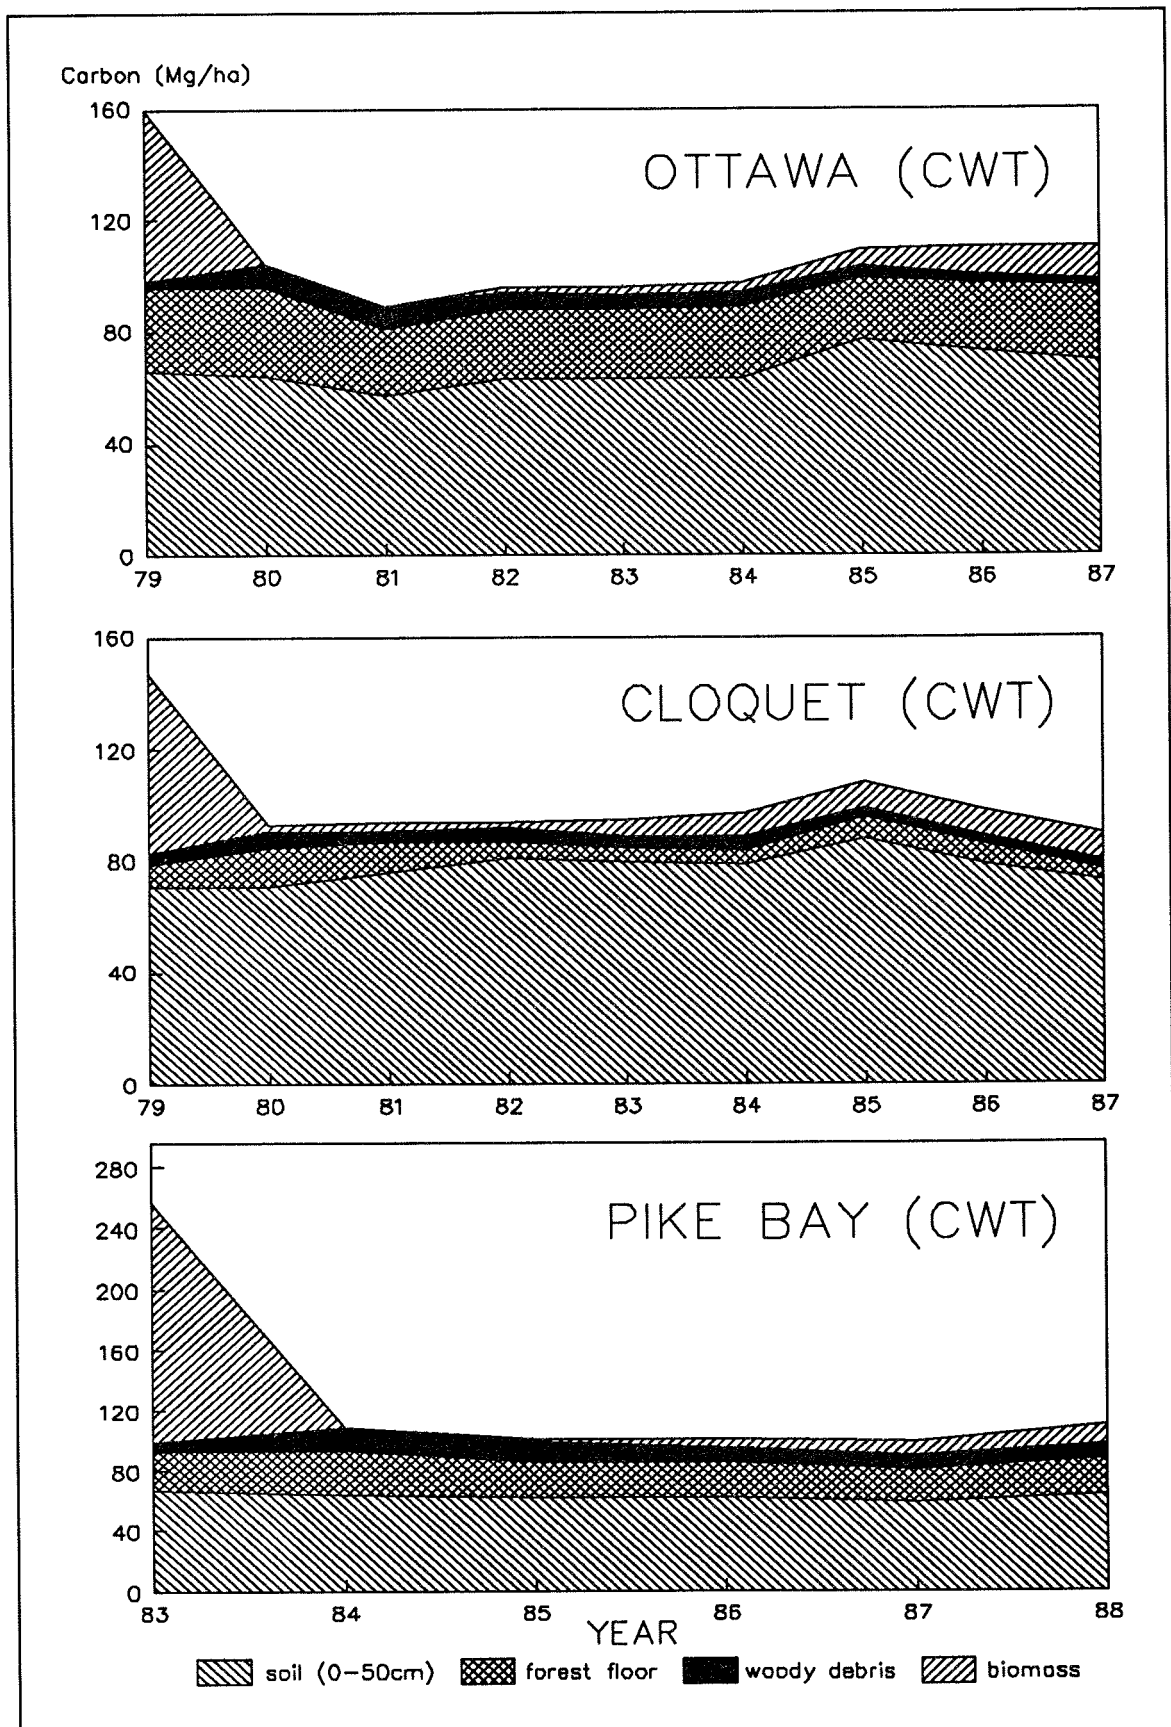 Carbon (Mg/ha)
160
OTTAWA (CWT)
120
80
40
0
79 80 81 82 83 84 85 86 87
160
CLOQUET (CWT)
120
80
40
0
79 80 81 82 83 84 85 86 87
280
PIKE BAY (CWT)
240
200
160
120
80
40
0
83 84 85 86 87 88
YEAR
soil (0-50cm) forest floor woody debris biomass